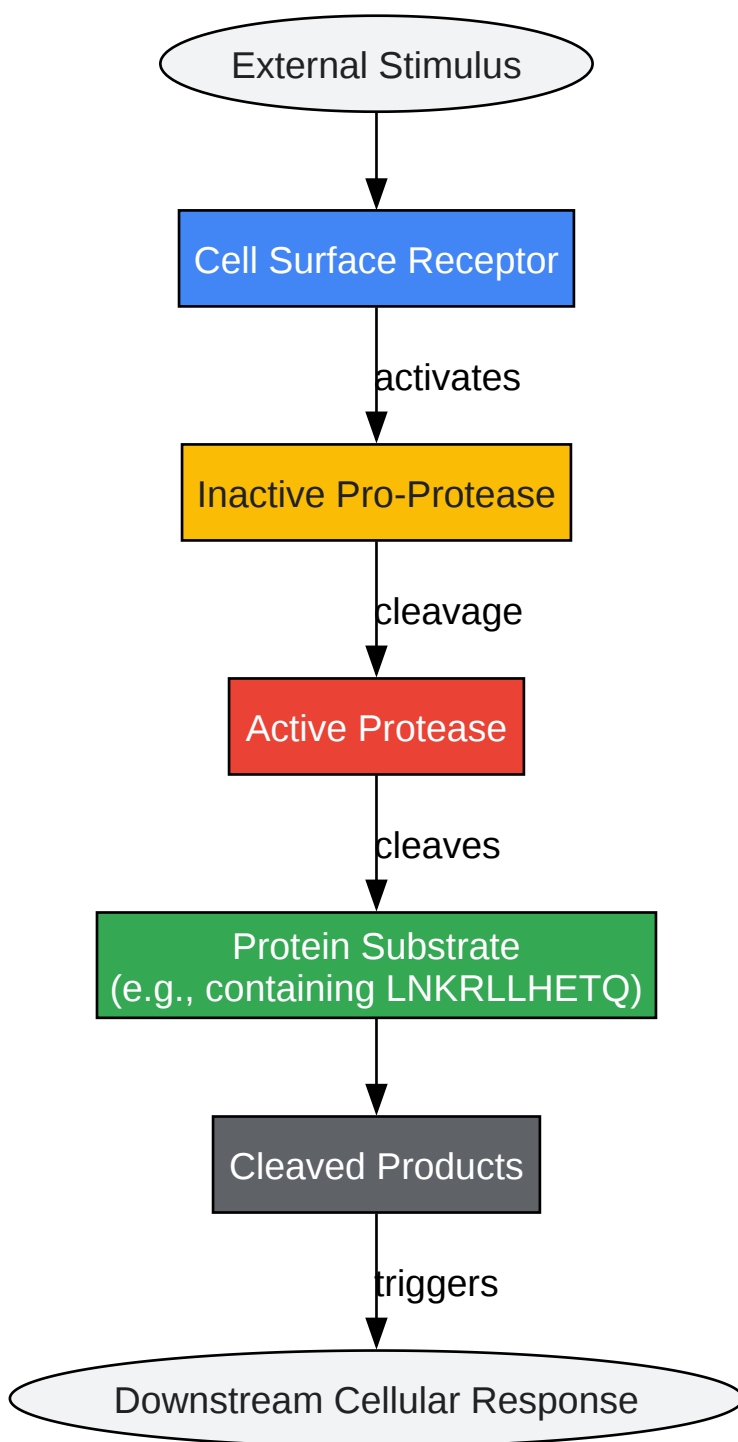 External Stimulus
Cell Surface Receptor
activates
Inactive Pro-Protease
cleavage
Active Protease
cleaves
Protein Substrate
(e.g., containing LNKRLLHETQ)
Cleaved Products
triggers
Downstream Cellular Response